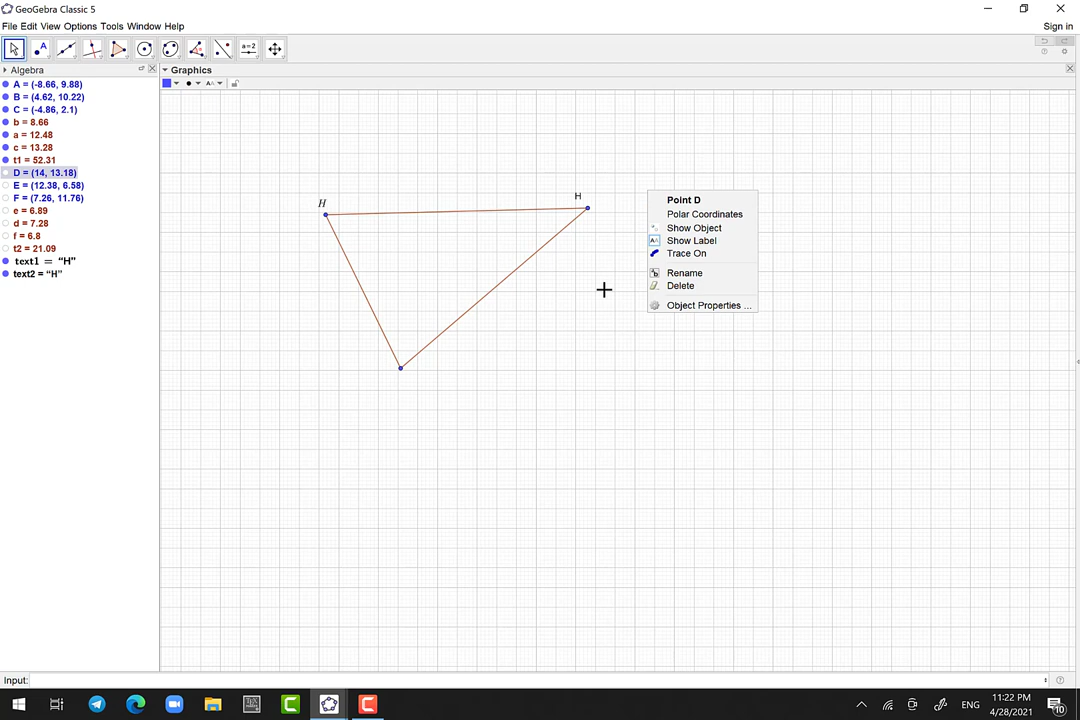 GeoGebra Classic 5
File Edit View Options Tools Window Help
Sign in
A
a=2
Algebra
Graphics
AA
A = (-8.66, 9.88)
B = (4.62, 10.22)
C = (-4.86, 2.1)
b = 8.66
a = 12.48
c = 13.28
t1 = 52.31
D = (14, 13.18)
E = (12.38, 6.58)
F = (7.26, 11.76)
e = 6.89
d = 7.28
f = 6.8
t2 = 21.09
text1 = “H”
text2 = “H”
H
H
Point D
Polar Coordinates
Show Object
AA Show Label
Trace On
Rename
Delete
Object Properties ...
Input:
ENG
11:22 PM
4/28/2021
10